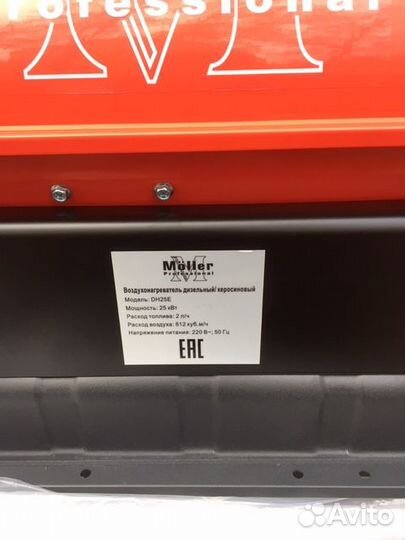 Professional
M
Möller
Professional
Воздухонагреватель дизельный/ керосиновый
Модель: DH25E
Мощность: 25 кВт
Расход топлива: 2 л/ч
Расход воздуха: 612 куб.м/ч
Напряжение питания: 220 В~; 50 Гц
EAC
Avito